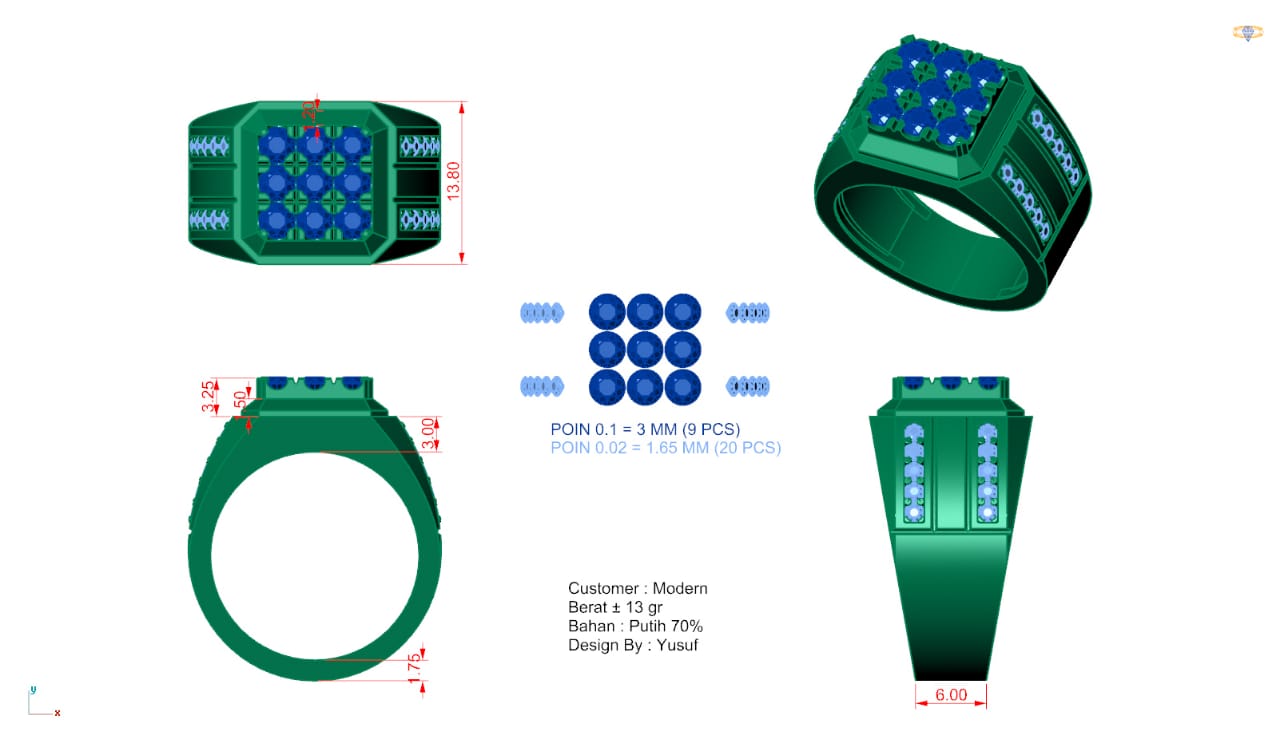 1.20
13.80
3.25
.50
3.00
1.75
POIN 0.1 = 3 MM (9 PCS)
POIN 0.02 = 1.65 MM (20 PCS)
Customer : Modern
Berat ± 13 gr
Bahan : Putih 70%
Design By : Yusuf
6.00
y
x